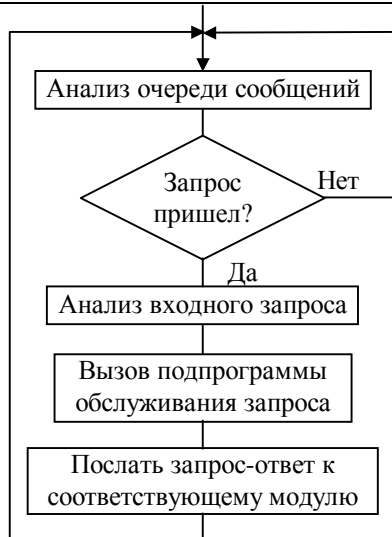 Анализ очереди сообщений
Запрос
пришел?
Нет
Да
Анализ входного запроса
Вызов подпрограммы
обслуживания запроса
Послать запрос-ответ к
соответствующему модулю